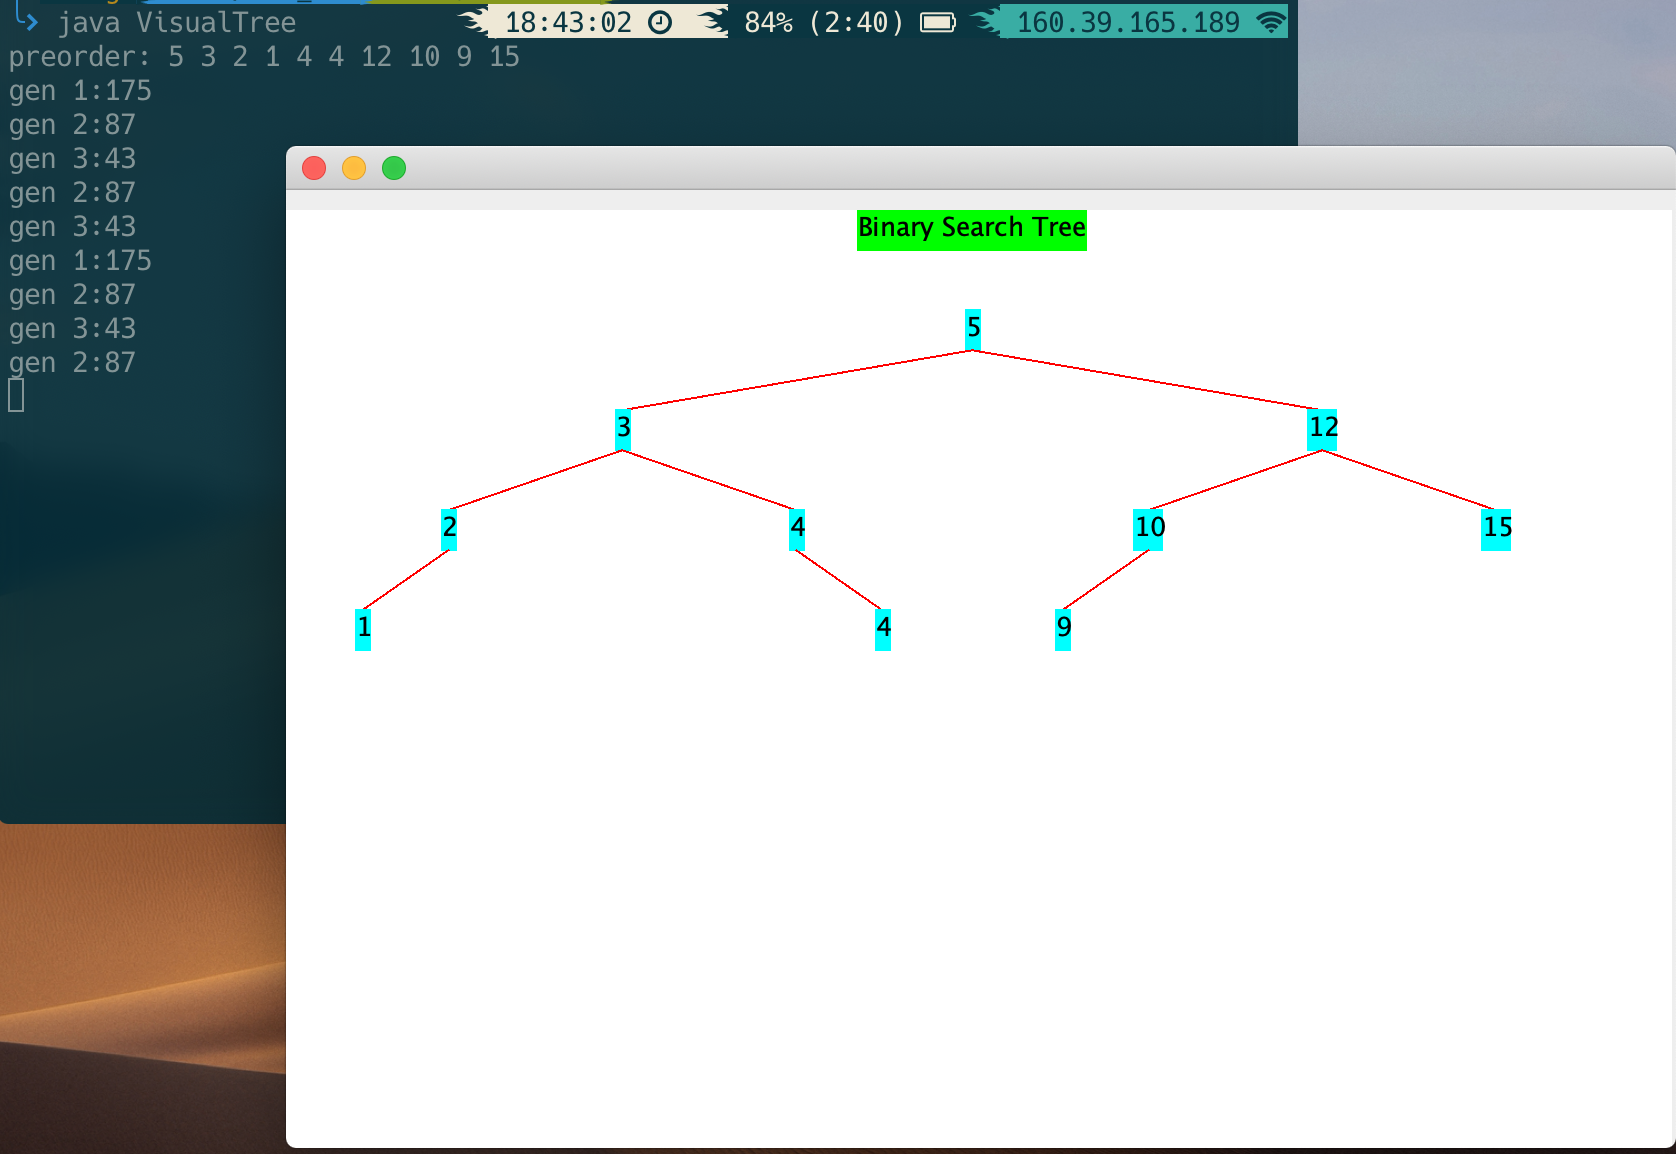 java VisualTree 18:43:02 84% (2:40) 160.39.165.189
preorder: 5 3 2 1 4 4 12 10 9 15
gen 1:175
gen 2:87
gen 3:43
gen 2:87
gen 3:43
gen 1:175
gen 2:87
gen 3:43
gen 2:87
Binary Search Tree
5
3 12
2 4 10 15
1 4 9